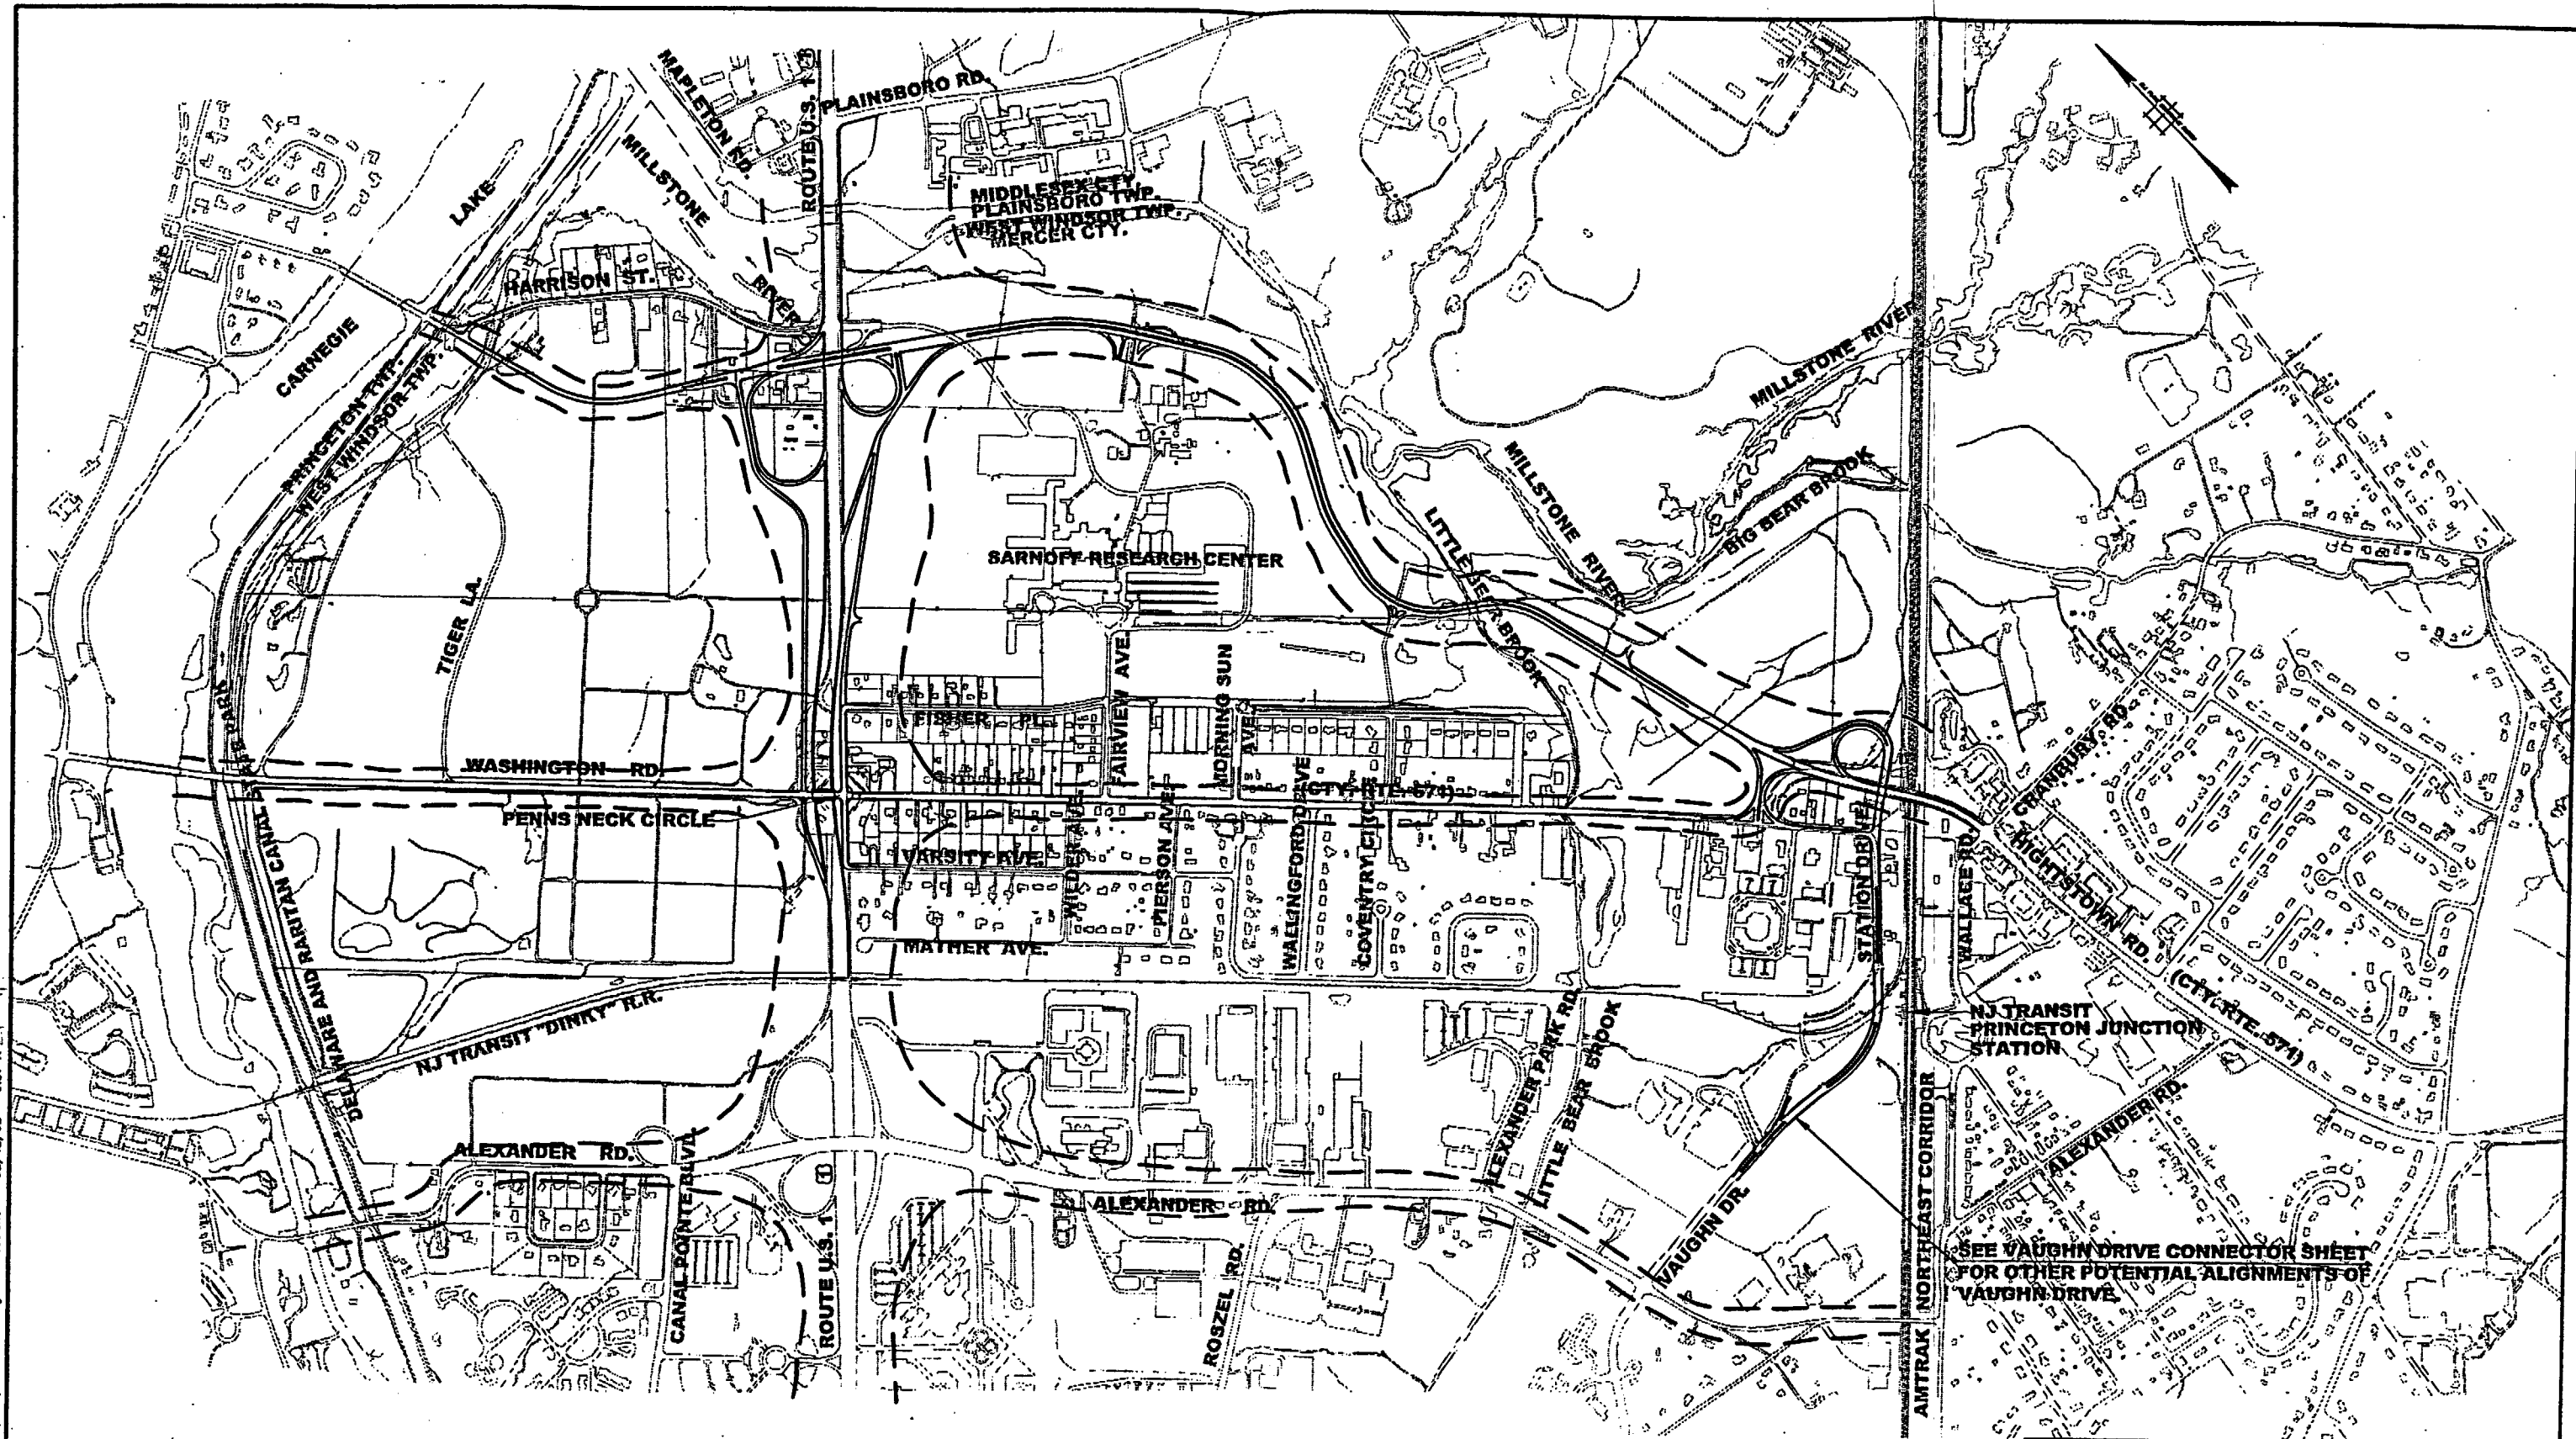 MAPLETON RD.
ROUTE U.S. 1
PLAINSBORO RD.
MILLSTONE
RIVER
LAKE
CARNEGIE
MIDDLESEX CTY.
PLAINSBORO TWP.
WEST WINDSOR TWP.
MERCER CTY.
HARRISON ST.
PRINCETON TWP.
WEST WINDSOR TWP.
MILLSTONE RIVER
MILLSTONE RIVER
BIG BEAR BROOK
LITTLE BEAR BROOK
SARNOFF RESEARCH CENTER
TIGER LA.
FAIRVIEW AVE.
MORNING SUN
AVE.
FISHER PL.
WASHINGTON RD.
(CTY. RTE. 571)
PENNS NECK CIRCLE
VARSITY AVE.
WILDER AVE.
PIERSON AVE.
WALLINGFORD DRIVE
COVENTRY CIRCLE
MATHER AVE.
STATION DRIVE
WALLACE RD.
CRANBURY RD.
HIGHTSTOWN RD.
(CTY. RTE. 571)
DELAWARE AND RARITAN CANAL STATE PARK
NJ TRANSIT "DINKY" R.R.
NJ TRANSIT
PRINCETON JUNCTION
STATION
ALEXANDER PARK RD.
LITTLE BEAR BROOK
ALEXANDER RD.
ALEXANDER RD.
ALEXANDER RD.
CANAL POINTE BLVD.
ROUTE U.S. 1
1
ROSZEL RD.
VAUGHN DR.
AMTRAK NORTHEAST CORRIDOR
SEE VAUGHN DRIVE CONNECTOR SHEET
FOR OTHER POTENTIAL ALIGNMENTS OF
VAUGHN DRIVE.